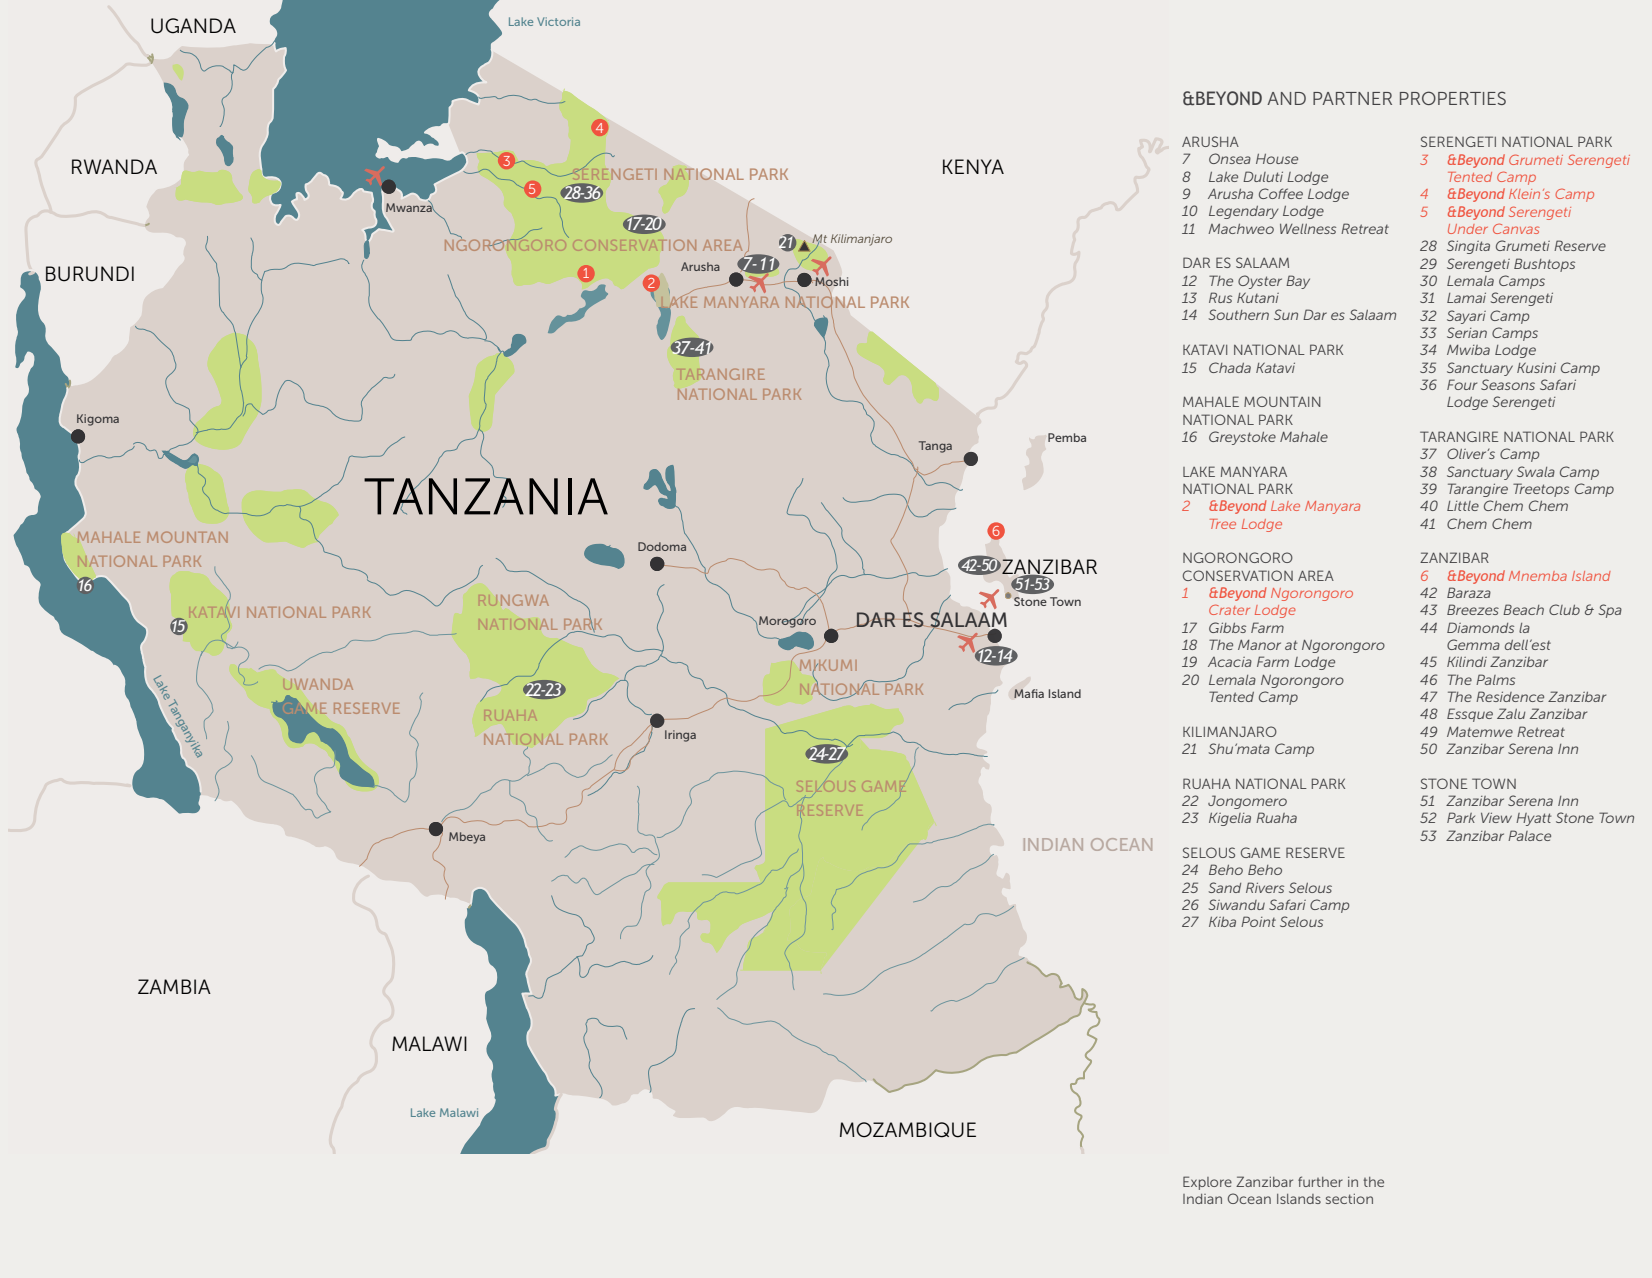 UGANDA
Lake Victoria
RWANDA
KENYA
BURUNDI
Mwanza
3
4
5
SERENGETI NATIONAL PARK
28-36
17-20
NGORONGORO CONSERVATION AREA
21
Mt Kilimanjaro
Arusha
7-11
Moshi
1
2
LAKE MANYARA NATIONAL PARK
37-41
TARANGIRE
NATIONAL PARK
Kigoma
Tanga
Pemba
TANZANIA
6
MAHALE MOUNTAN
NATIONAL PARK
16
Dodoma
42-50
ZANZIBAR
51-53
Stone Town
KATAVI NATIONAL PARK
15
RUNGWA
NATIONAL PARK
Morogoro
DAR ES SALAAM
12-14
MIKUMI
NATIONAL PARK
Mafia Island
UWANDA
GAME RESERVE
Lake Tanganyika
22-23
RUAHA
NATIONAL PARK
Iringa
24-27
SELOUS GAME
RESERVE
Mbeya
INDIAN OCEAN
ZAMBIA
MALAWI
Lake Malawi
MOZAMBIQUE
&BEYOND AND PARTNER PROPERTIES
ARUSHA
7 Onsea House
8 Lake Duluti Lodge
9 Arusha Coffee Lodge
10 Legendary Lodge
11 Machweo Wellness Retreat
DAR ES SALAAM
12 The Oyster Bay
13 Rus Kutani
14 Southern Sun Dar es Salaam
KATAVI NATIONAL PARK
15 Chada Katavi
MAHALE MOUNTAIN
NATIONAL PARK
16 Greystoke Mahale
LAKE MANYARA
NATIONAL PARK
2 &Beyond Lake Manyara
Tree Lodge
NGORONGORO
CONSERVATION AREA
1 &Beyond Ngorongoro
Crater Lodge
17 Gibbs Farm
18 The Manor at Ngorongoro
19 Acacia Farm Lodge
20 Lemala Ngorongoro
Tented Camp
KILIMANJARO
21 Shu'mata Camp
RUAHA NATIONAL PARK
22 Jongomero
23 Kigelia Ruaha
SELOUS GAME RESERVE
24 Beho Beho
25 Sand Rivers Selous
26 Siwandu Safari Camp
27 Kiba Point Selous
SERENGETI NATIONAL PARK
3 &Beyond Grumeti Serengeti
Tented Camp
4 &Beyond Klein's Camp
5 &Beyond Serengeti
Under Canvas
28 Singita Grumeti Reserve
29 Serengeti Bushtops
30 Lemala Camps
31 Lamai Serengeti
32 Sayari Camp
33 Serian Camps
34 Mwiba Lodge
35 Sanctuary Kusini Camp
36 Four Seasons Safari
Lodge Serengeti
TARANGIRE NATIONAL PARK
37 Oliver's Camp
38 Sanctuary Swala Camp
39 Tarangire Treetops Camp
40 Little Chem Chem
41 Chem Chem
ZANZIBAR
6 &Beyond Mnemba Island
42 Baraza
43 Breezes Beach Club & Spa
44 Diamonds la
Gemma dell'est
45 Kilindi Zanzibar
46 The Palms
47 The Residence Zanzibar
48 Essque Zalu Zanzibar
49 Matemwe Retreat
50 Zanzibar Serena Inn
STONE TOWN
51 Zanzibar Serena Inn
52 Park View Hyatt Stone Town
53 Zanzibar Palace
Explore Zanzibar further in the
Indian Ocean Islands section